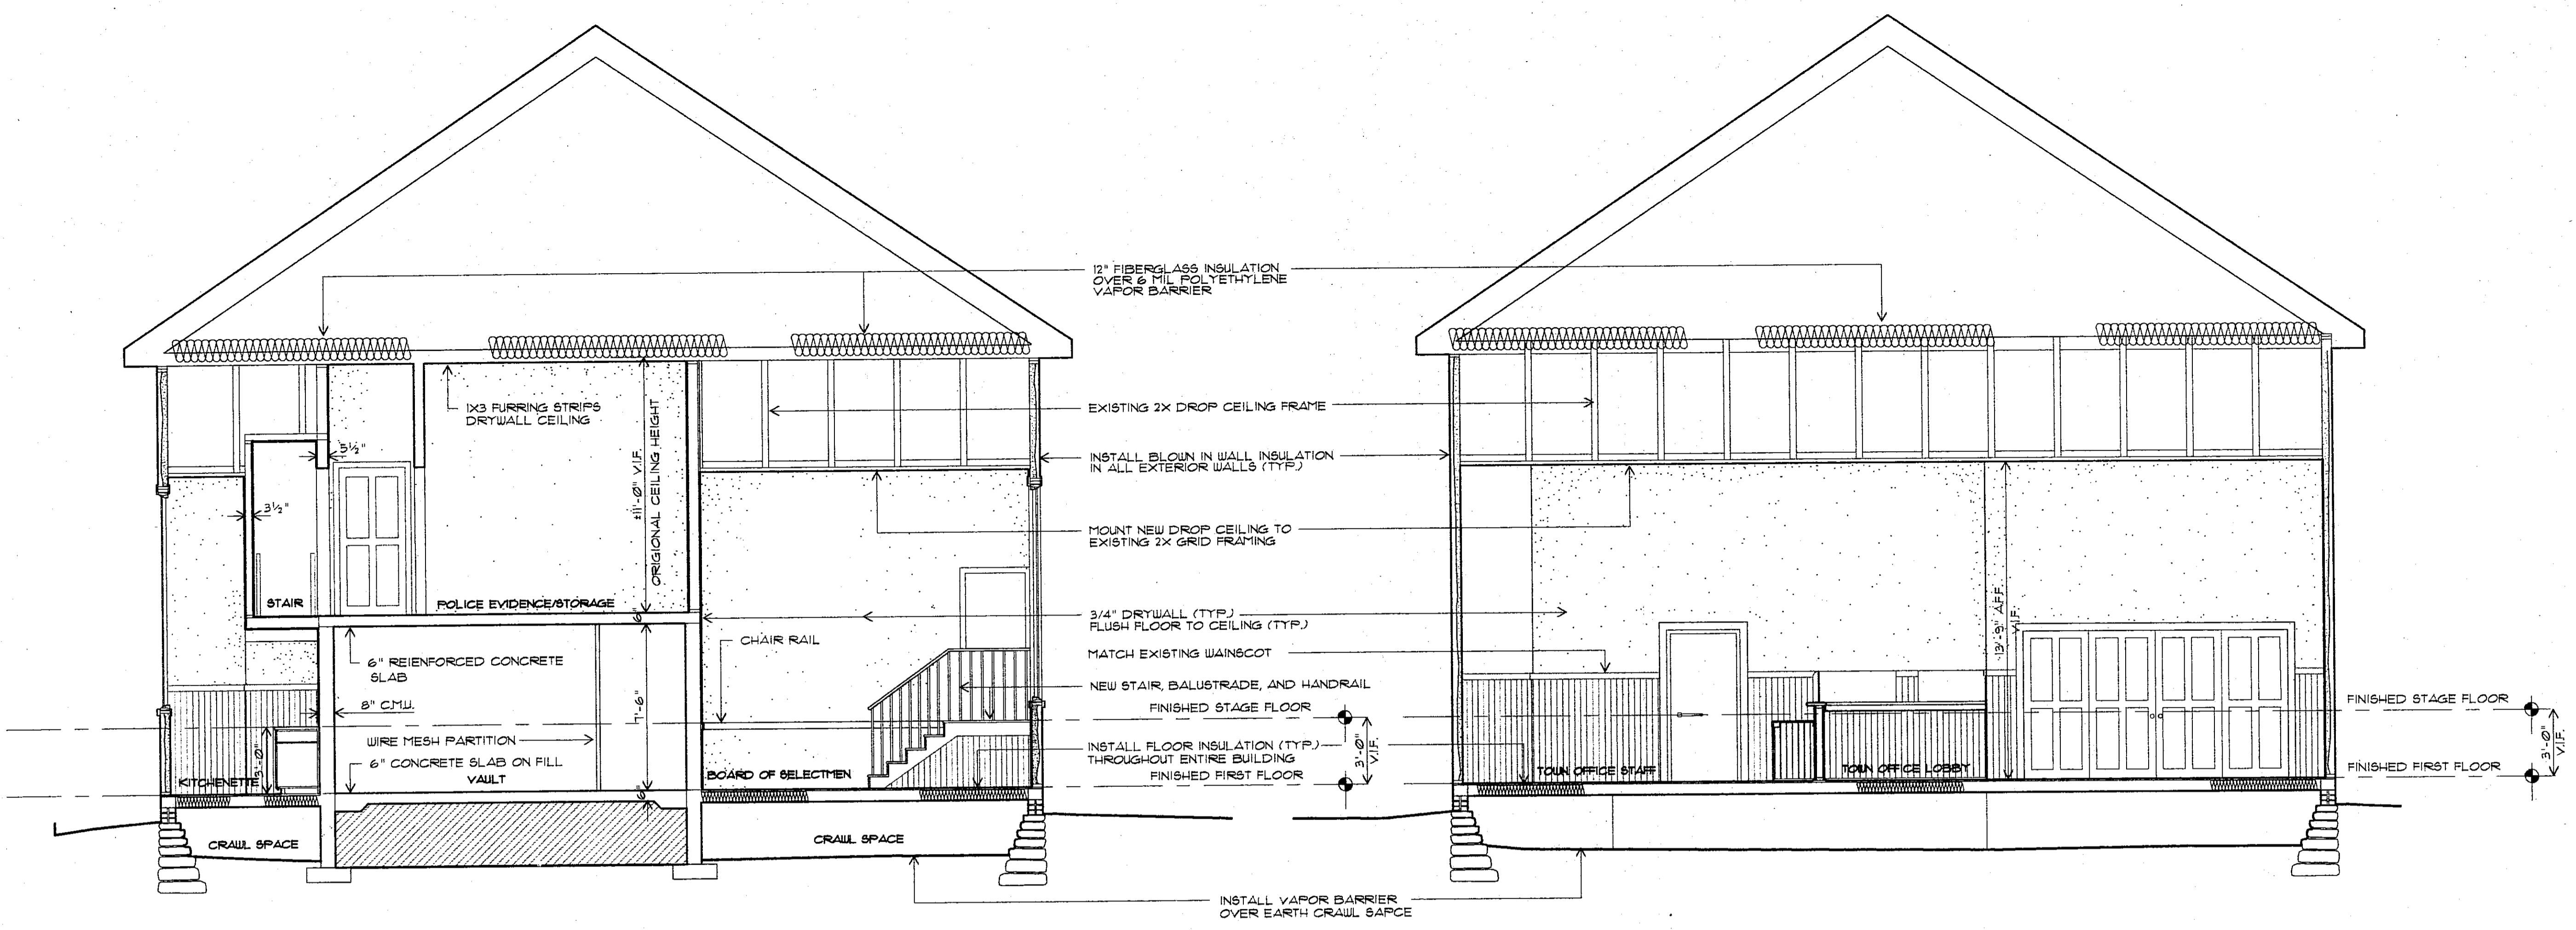 12" FIBERGLASS INSULATION
OVER 6 MIL POLYETHYLENE
VAPOR BARRIER
1X3 FURRING STRIPS
DRYWALL CEILING
EXISTING 2X DROP CEILING FRAME
5½"
INSTALL BLOWN IN WALL INSULATION
IN ALL EXTERIOR WALLS (TYP.)
±11'-0" V.I.F.
ORIGIONAL CEILING HEIGHT
3½"
MOUNT NEW DROP CEILING TO
EXISTING 2X GRID FRAMING
STAIR
POLICE EVIDENCE/STORAGE
6"
3/4" DRYWALL (TYP.)
FLUSH FLOOR TO CEILING (TYP.)
13'-9" A.F.F.
V.I.F.
CHAIR RAIL
MATCH EXISTING WAINSCOT
6" REIENFORCED CONCRETE
SLAB
NEW STAIR, BALUSTRADE, AND HANDRAIL
8" C.M.U.
7'-6"
FINISHED STAGE FLOOR
FINISHED STAGE FLOOR
WIRE MESH PARTITION
INSTALL FLOOR INSULATION (TYP.)
THROUGHOUT ENTIRE BUILDING
3'-0"
V.I.F.
3'-0"
V.I.F.
3'-0"
6" CONCRETE SLAB ON FILL
KITCHENETTE
VAULT
BOARD OF SELECTMEN
FINISHED FIRST FLOOR
TOWN OFFICE STAFF
TOWN OFFICE LOBBY
FINISHED FIRST FLOOR
6"
CRAWL SPACE
CRAWL SPACE
INSTALL VAPOR BARRIER
OVER EARTH CRAWL SAPCE